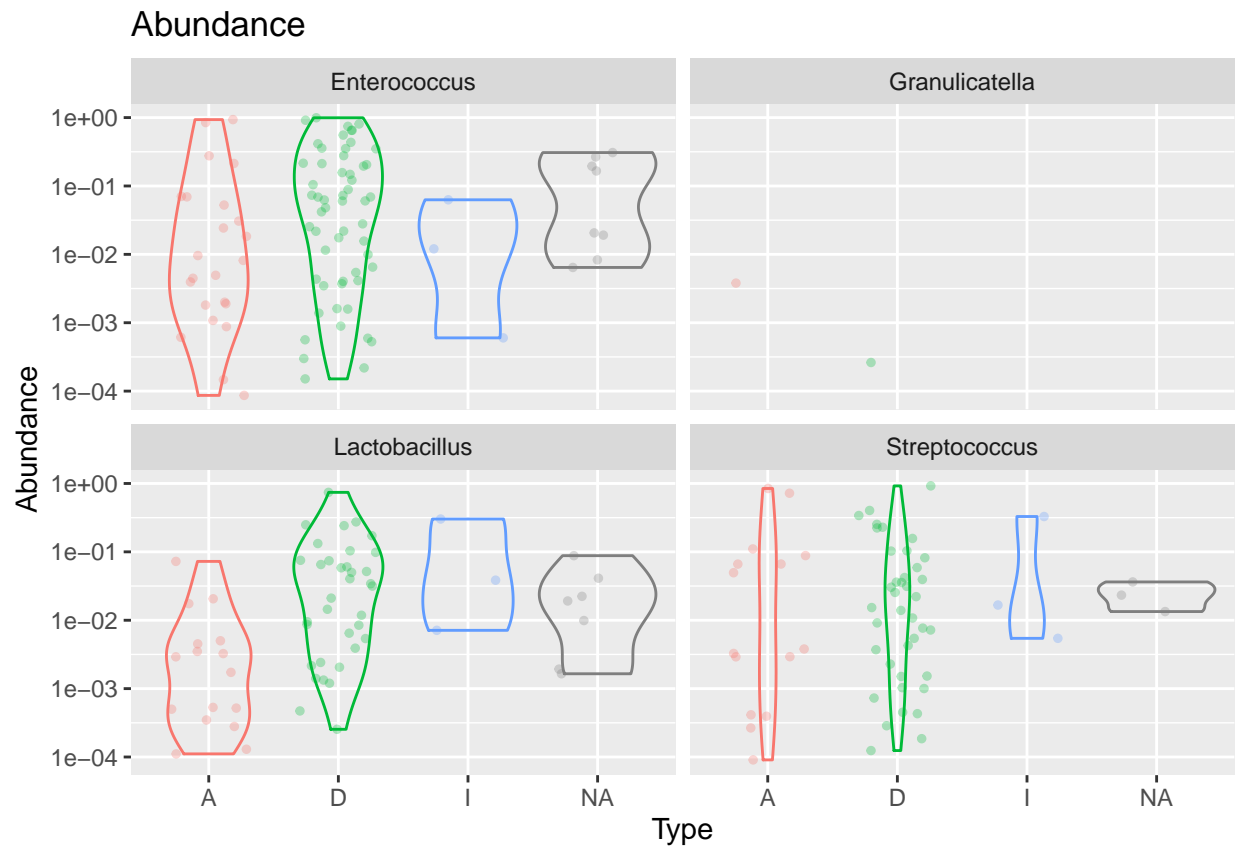 Abundance
Enterococcus
Granulicatella
1e+00
1e−01
1e−02
1e−03
1e−04
Abundance
Lactobacillus
Streptococcus
1e+00
1e−01
1e−02
1e−03
1e−04
A D I NA
A D I NA
Type